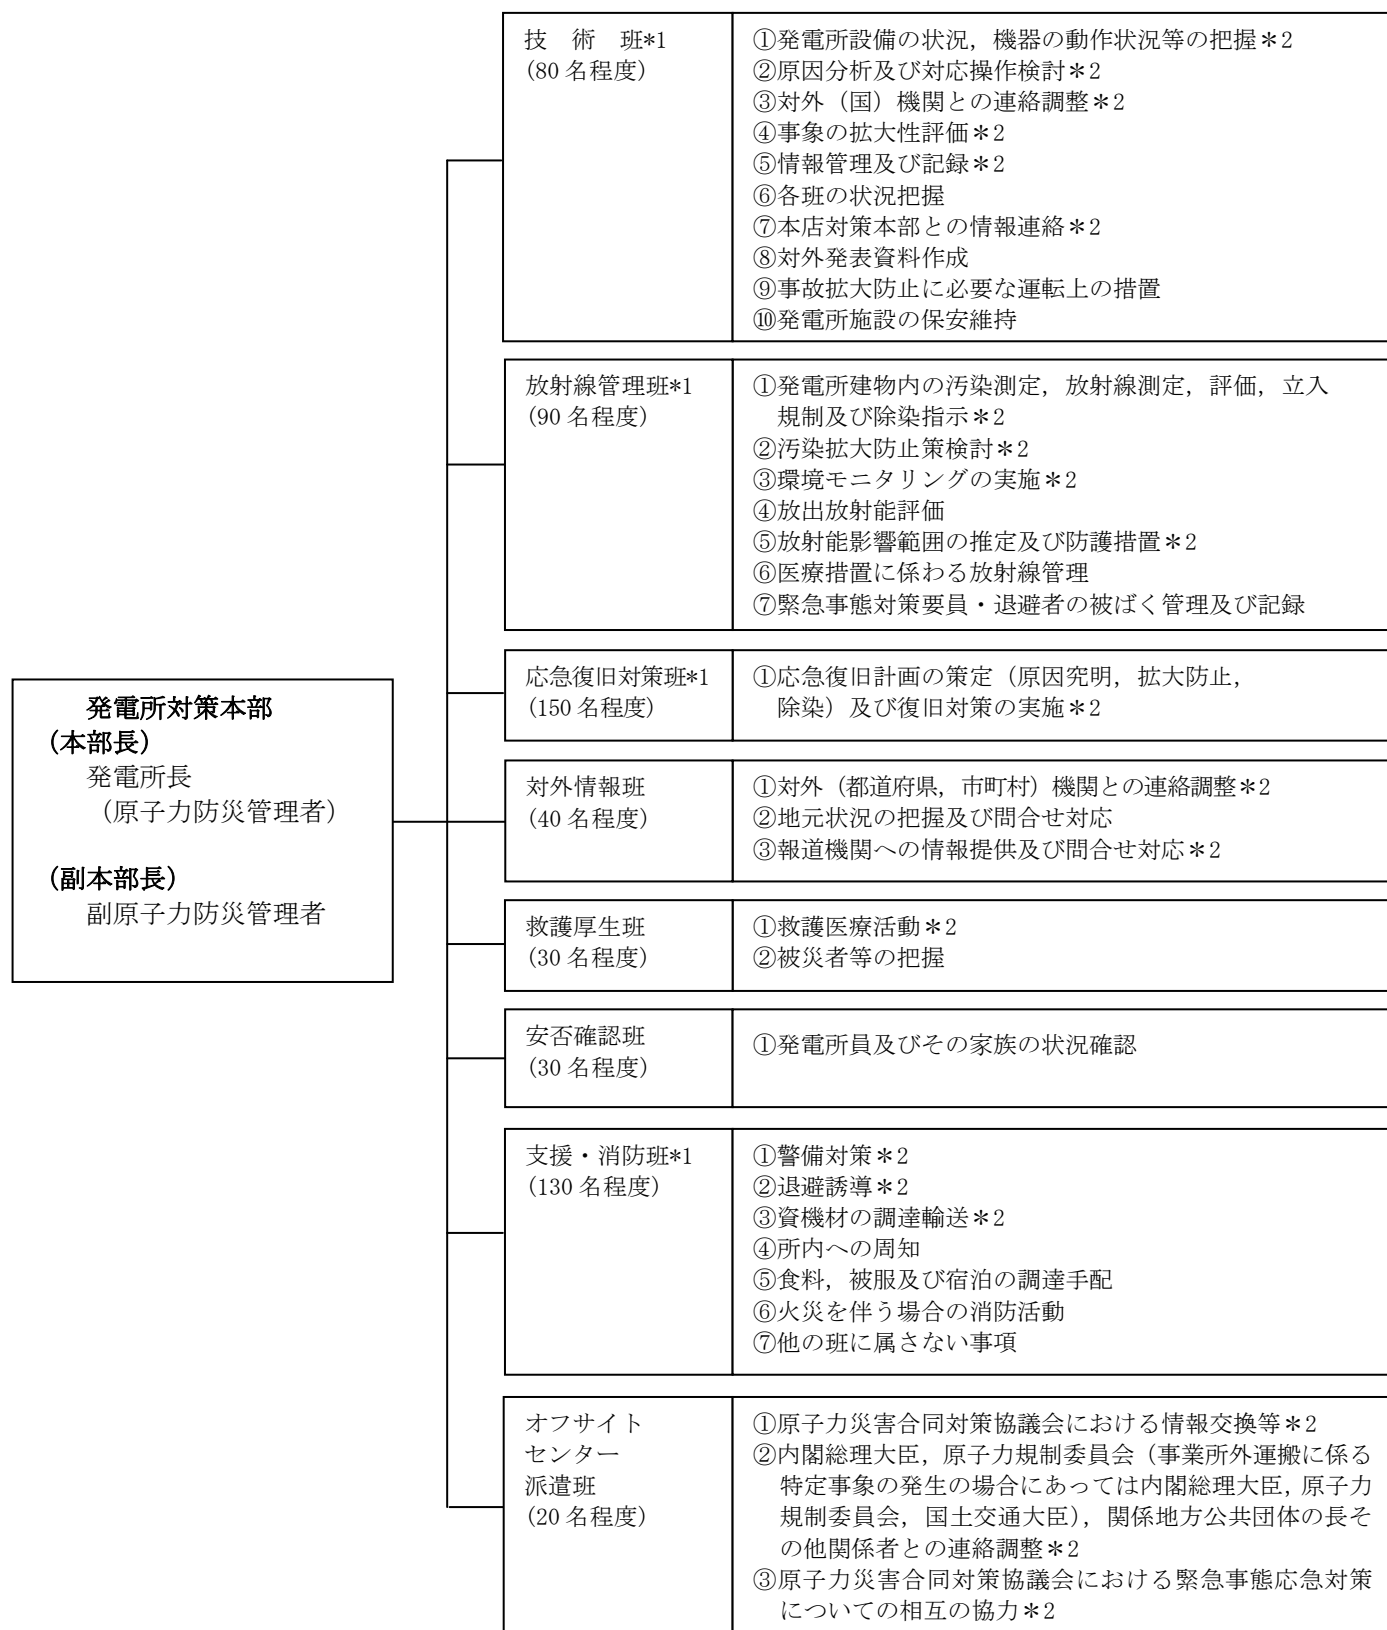 発電所対策本部
(本部長)
発電所長
(原子力防災管理者)
(副本部長)
副原子力防災管理者
技　術　班*1
(80 名程度)
①発電所設備の状況，機器の動作状況等の把握＊2
②原因分析及び対応操作検討＊2
③対外（国）機関との連絡調整＊2
④事象の拡大性評価＊2
⑤情報管理及び記録＊2
⑥各班の状況把握
⑦本店対策本部との情報連絡＊2
⑧対外発表資料作成
⑨事故拡大防止に必要な運転上の措置
⑩発電所施設の保安維持
放射線管理班*1
(90 名程度)
①発電所建物内の汚染測定，放射線測定，評価，立入
規制及び除染指示＊2
②汚染拡大防止策検討＊2
③環境モニタリングの実施＊2
④放出放射能評価
⑤放射能影響範囲の推定及び防護措置＊2
⑥医療措置に係わる放射線管理
⑦緊急事態対策要員・退避者の被ばく管理及び記録
応急復旧対策班*1
(150 名程度)
①応急復旧計画の策定（原因究明，拡大防止，
除染）及び復旧対策の実施＊2
対外情報班
(40 名程度)
①対外（都道府県，市町村）機関との連絡調整＊2
②地元状況の把握及び問合せ対応
③報道機関への情報提供及び問合せ対応＊2
救護厚生班
(30 名程度)
①救護医療活動＊2
②被災者等の把握
安否確認班
(30 名程度)
①発電所員及びその家族の状況確認
支援・消防班*1
(130 名程度)
①警備対策＊2
②退避誘導＊2
③資機材の調達輸送＊2
④所内への周知
⑤食料，被服及び宿泊の調達手配
⑥火災を伴う場合の消防活動
⑦他の班に属さない事項
オフサイト
センター
派遣班
(20 名程度)
①原子力災害合同対策協議会における情報交換等＊2
②内閣総理大臣，原子力規制委員会（事業所外運搬に係る
特定事象の発生の場合にあっては内閣総理大臣，原子力
規制委員会，国土交通大臣），関係地方公共団体の長そ
の他関係者との連絡調整＊2
③原子力災害合同対策協議会における緊急事態応急対策
についての相互の協力＊2